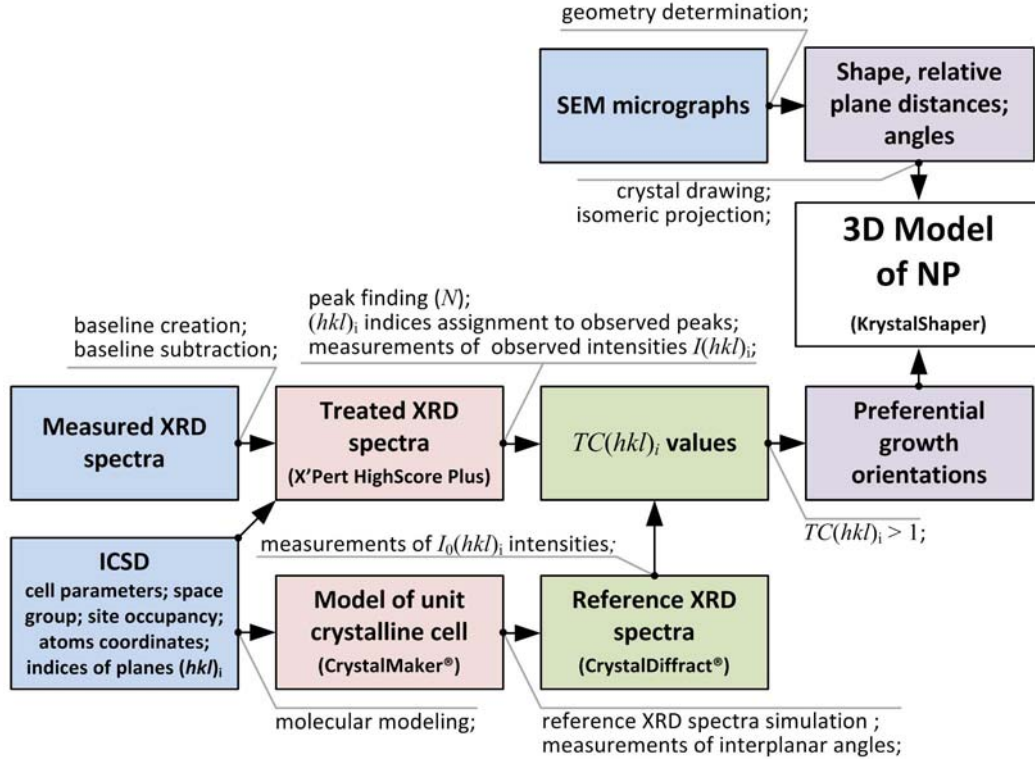 geometry determination;
SEM micrographs
Shape, relative
plane distances;
angles
crystal drawing;
isomeric projection;
3D Model
of NP
(KrystalShaper)
peak finding (N);
(hkl)i indices assignment to observed peaks;
measurements of observed intensities I(hkl)i;
baseline creation;
baseline subtraction;
Measured XRD
spectra
Treated XRD
spectra
(X'Pert HighScore Plus)
TC(hkl)i values
Preferential
growth
orientations
TC(hkl)i > 1;
measurements of I0(hkl)i intensities;
ICSD
cell parameters; space
group; site occupancy;
atoms coordinates;
indices of planes (hkl)i
Model of unit
crystalline cell
(CrystalMaker®)
Reference XRD
spectra
(CrystalDiffract®)
molecular modeling;
reference XRD spectra simulation ;
measurements of interplanar angles;